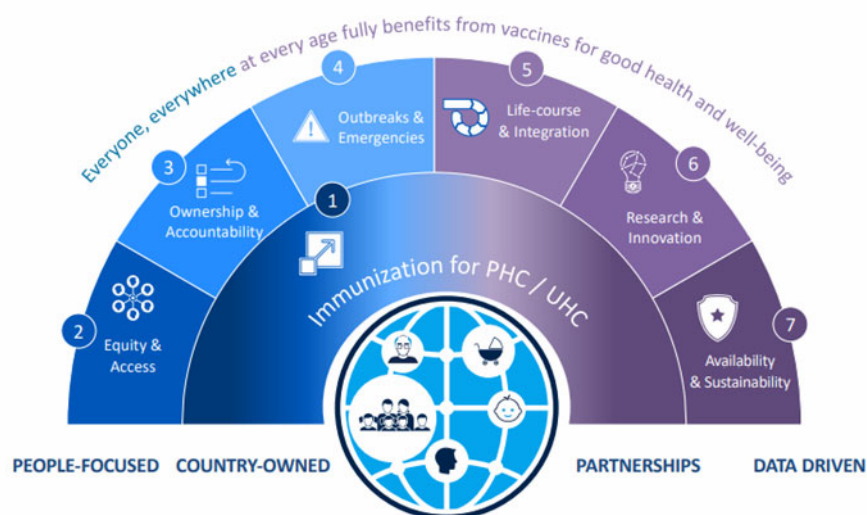 Everyone, everywhere at every age fully benefits from vaccines for good health and well-being
1
Immunization for PHC / UHC
2
Equity &
Access
3
Ownership &
Accountability
4
Outbreaks &
Emergencies
5
Life-course
& Integration
6
Research &
Innovation
7
Availability
& Sustainability
PEOPLE-FOCUSED
COUNTRY-OWNED
PARTNERSHIPS
DATA DRIVEN